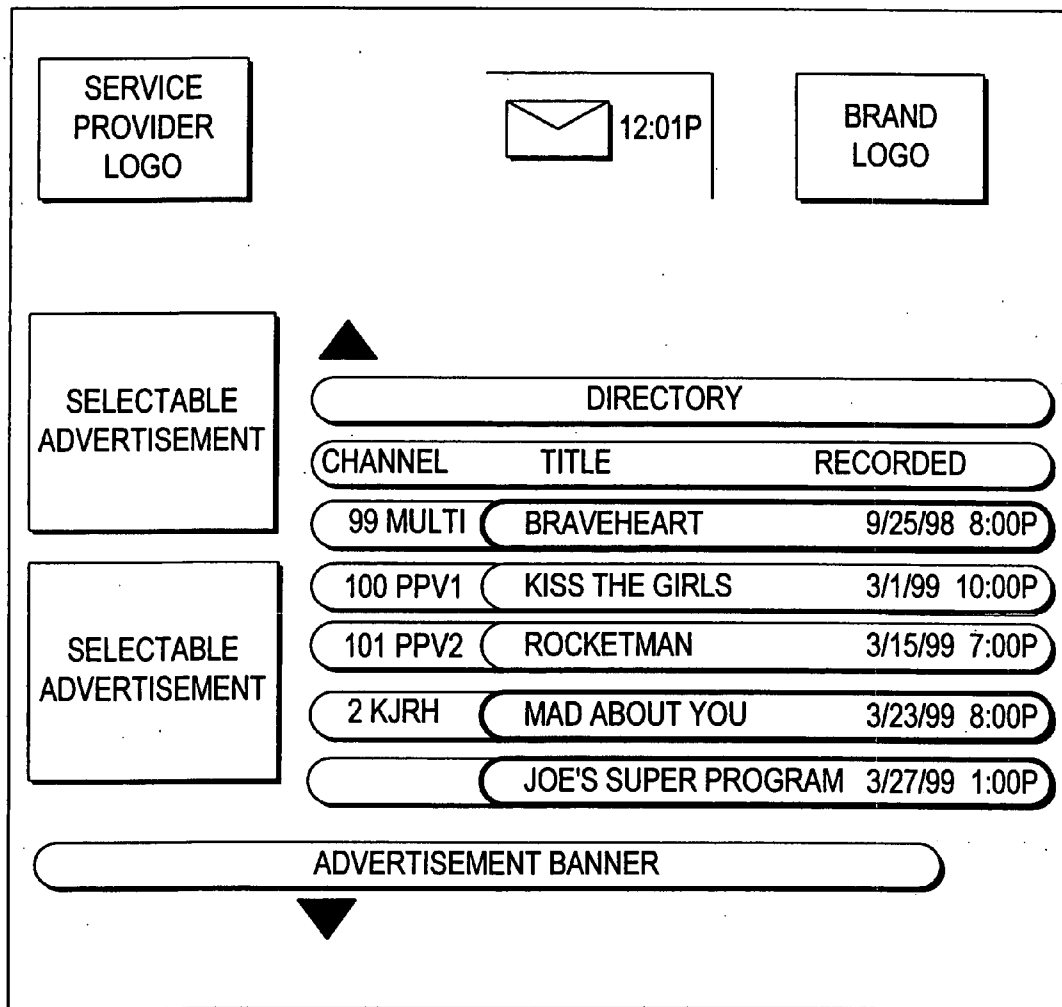 SERVICE
PROVIDER
LOGO
12:01P
BRAND
LOGO
SELECTABLE
ADVERTISEMENT
SELECTABLE
ADVERTISEMENT
DIRECTORY
CHANNEL TITLE RECORDED
99 MULTI BRAVEHEART 9/25/98 8:00P
100 PPV1 KISS THE GIRLS 3/1/99 10:00P
101 PPV2 ROCKETMAN 3/15/99 7:00P
2 KJRH MAD ABOUT YOU 3/23/99 8:00P
JOE'S SUPER PROGRAM 3/27/99 1:00P
ADVERTISEMENT BANNER